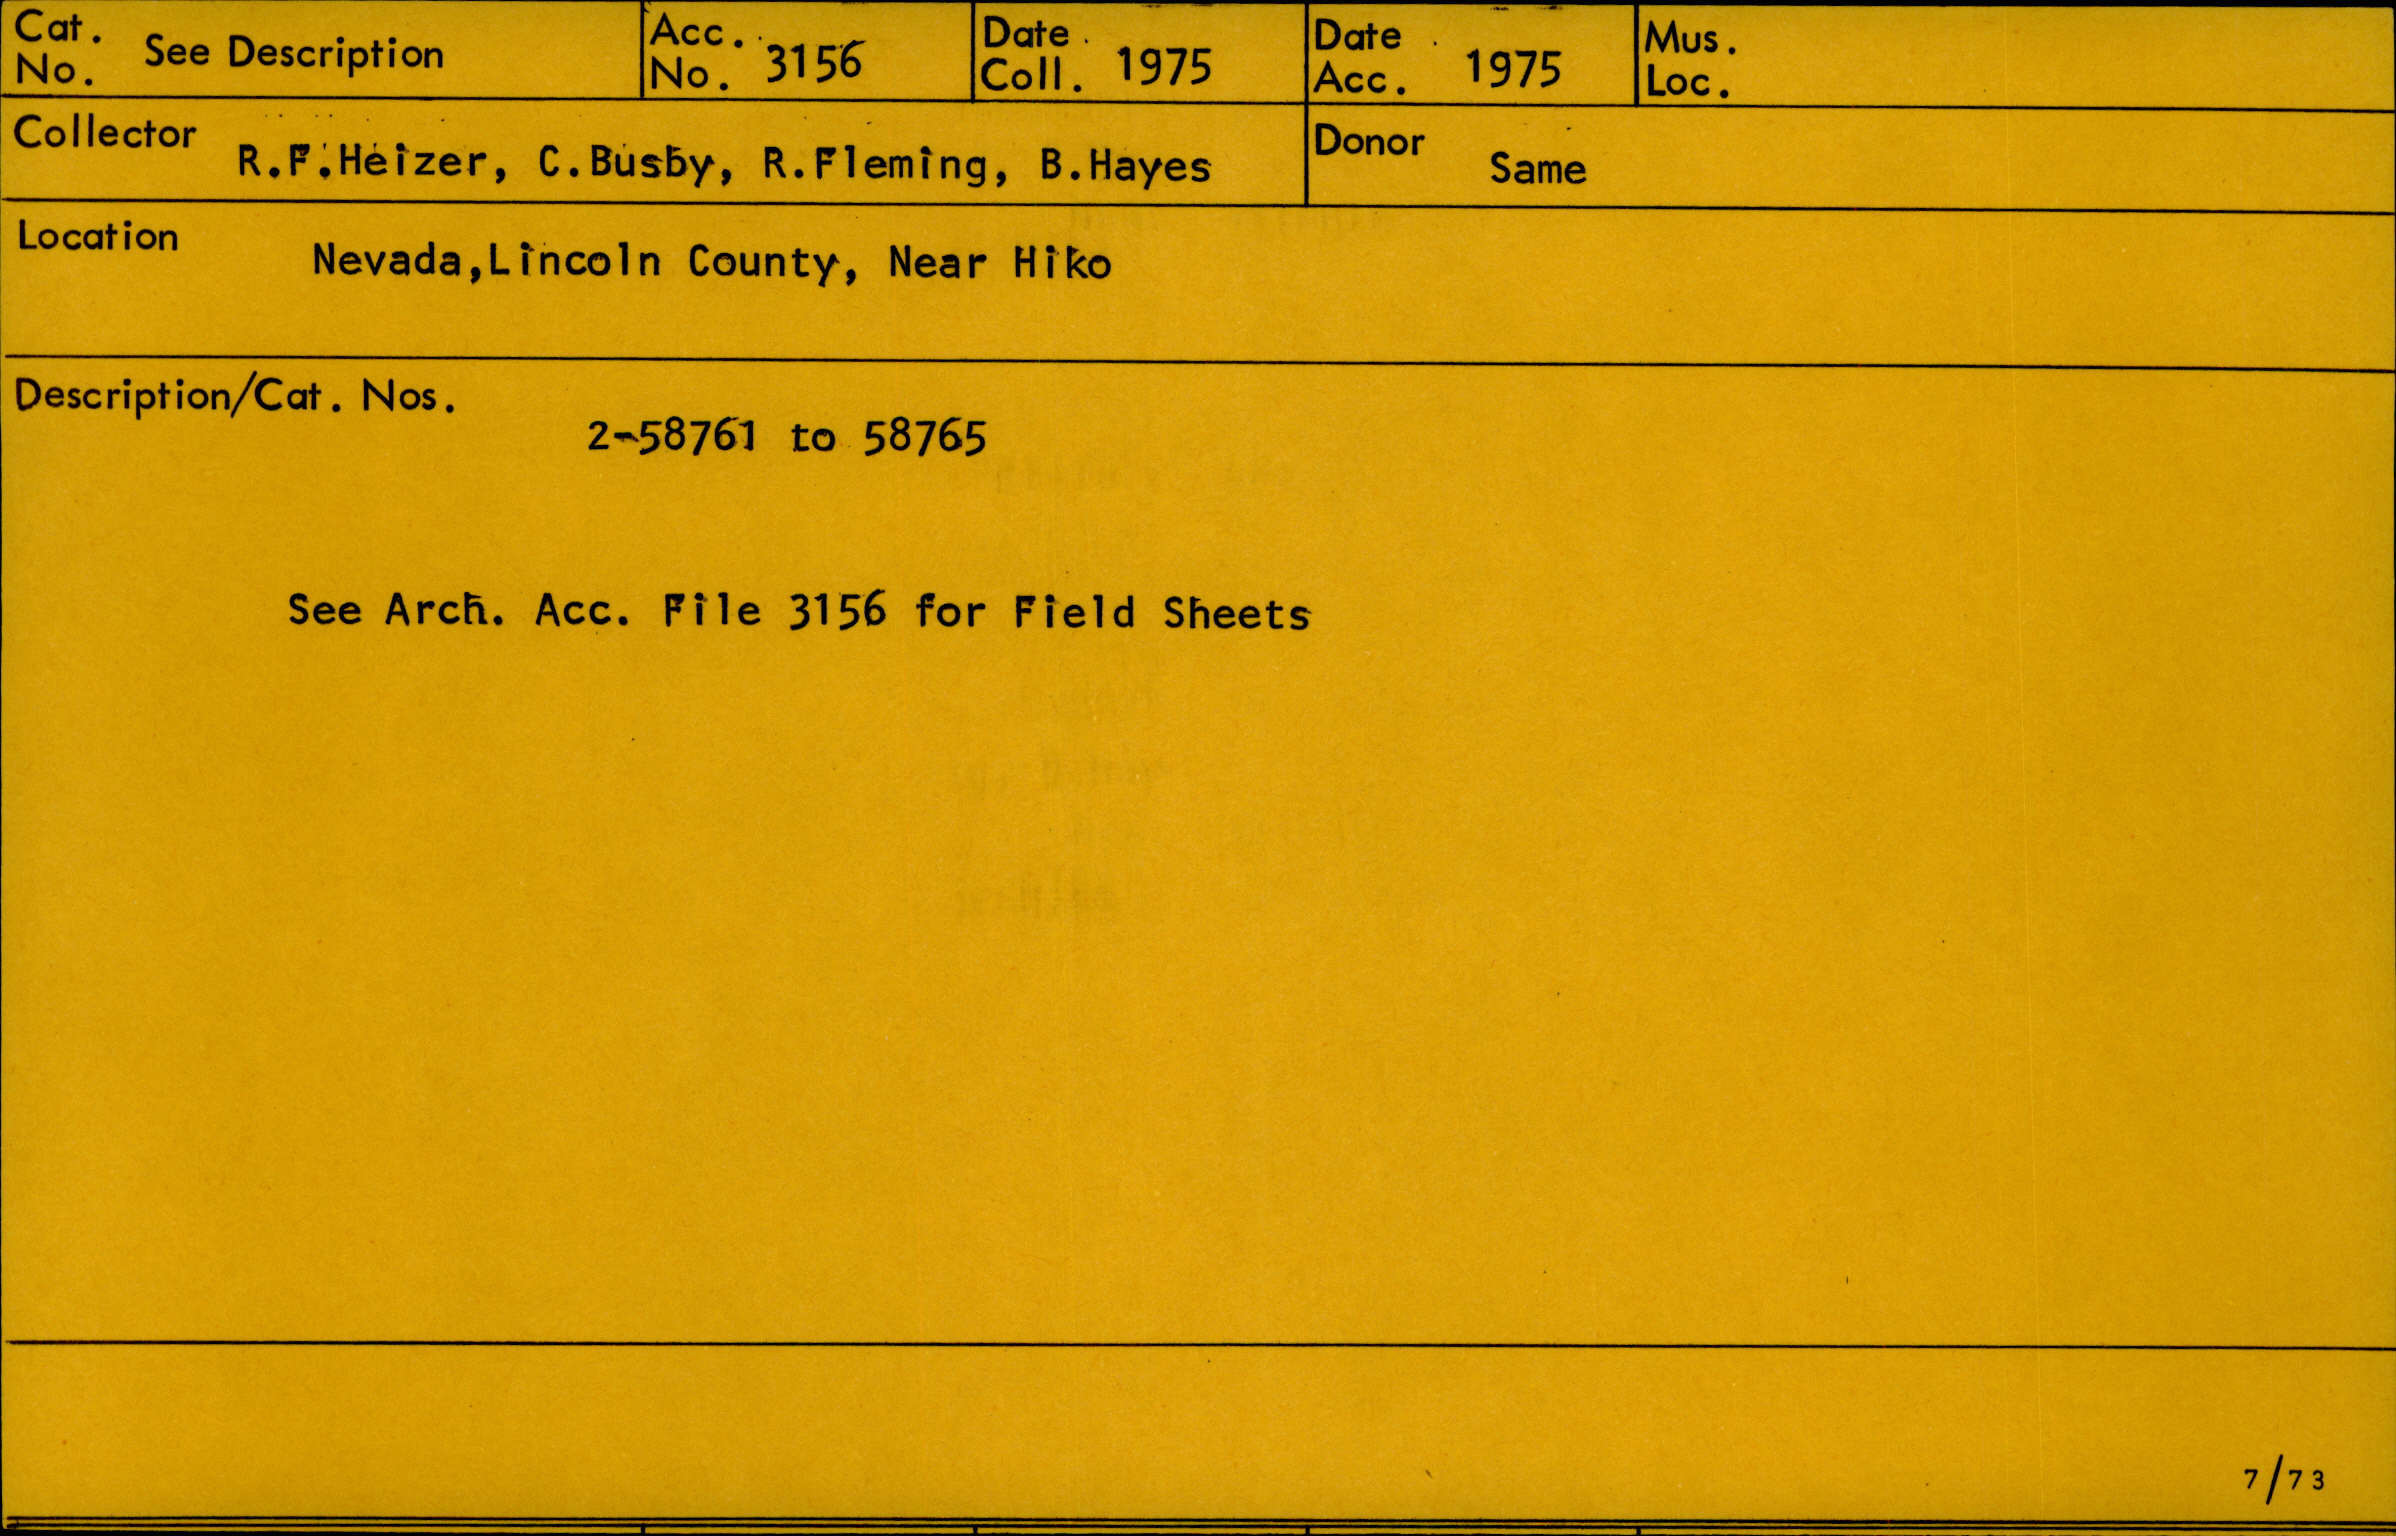 Cat. No. See Description
Acc. No. 3156
Date Coll. 1975
Date Acc. 1975
Mus. Loc.
Collector R.F.Heizer, C.Busby, R.Fleming, B.Hayes
Donor Same
Location Nevada,Lincoln County, Near Hiko
Description/Cat. Nos.
2-58761 to 58765
See Arch. Acc. File 3156 for Field Sheets
7/73